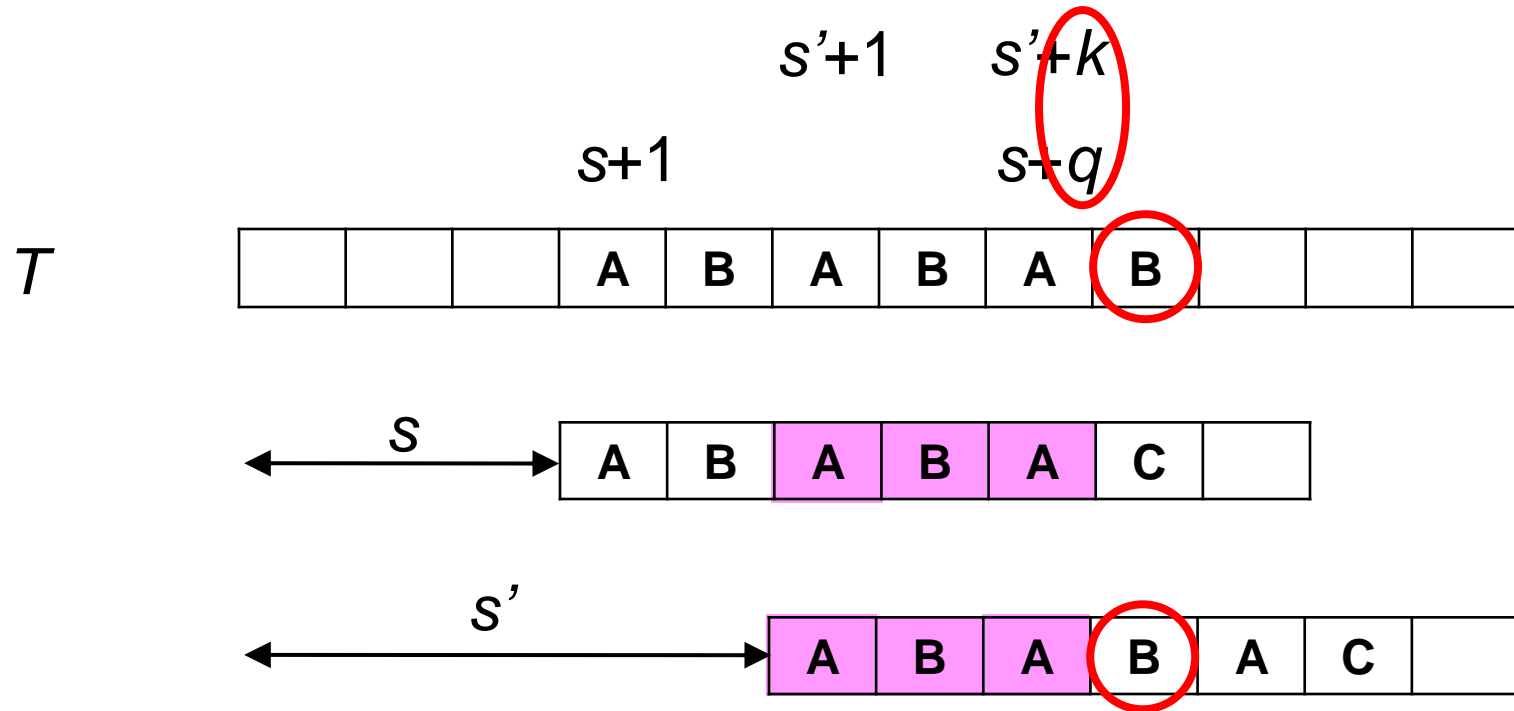 s’+1 s’+k
s+1 s+q
T A B A B A B
s
A B A B A C
s’
A B A B A C